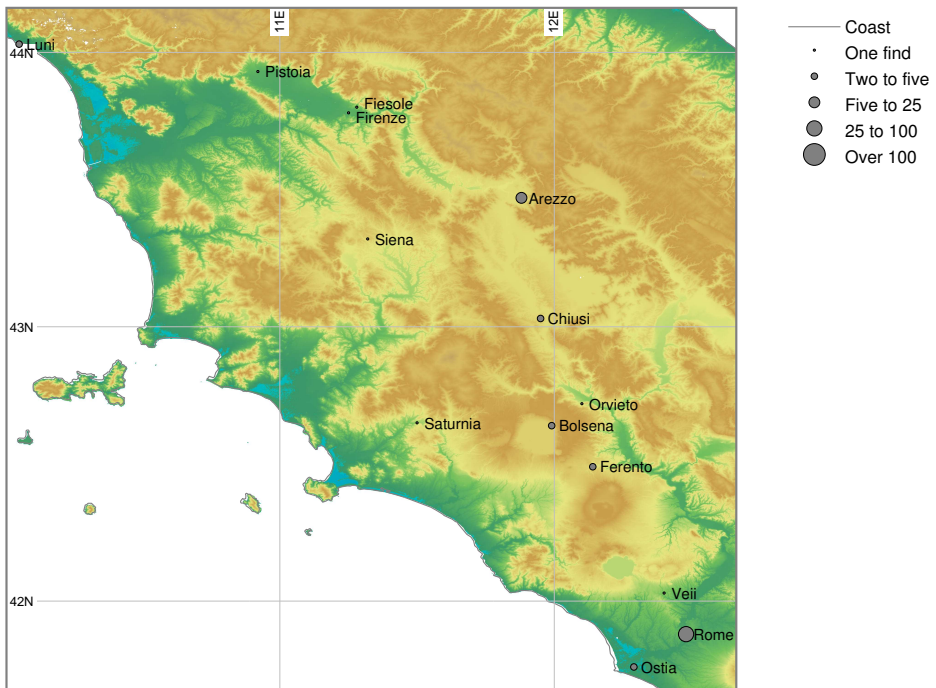 11E
12E
Luni
44N
Pistoia
Fiesole
Firenze
Arezzo
Siena
Chiusi
43N
Orvieto
Saturnia
Bolsena
Ferento
Veii
42N
Rome
Ostia
Coast
One find
Two to five
Five to 25
25 to 100
Over 100